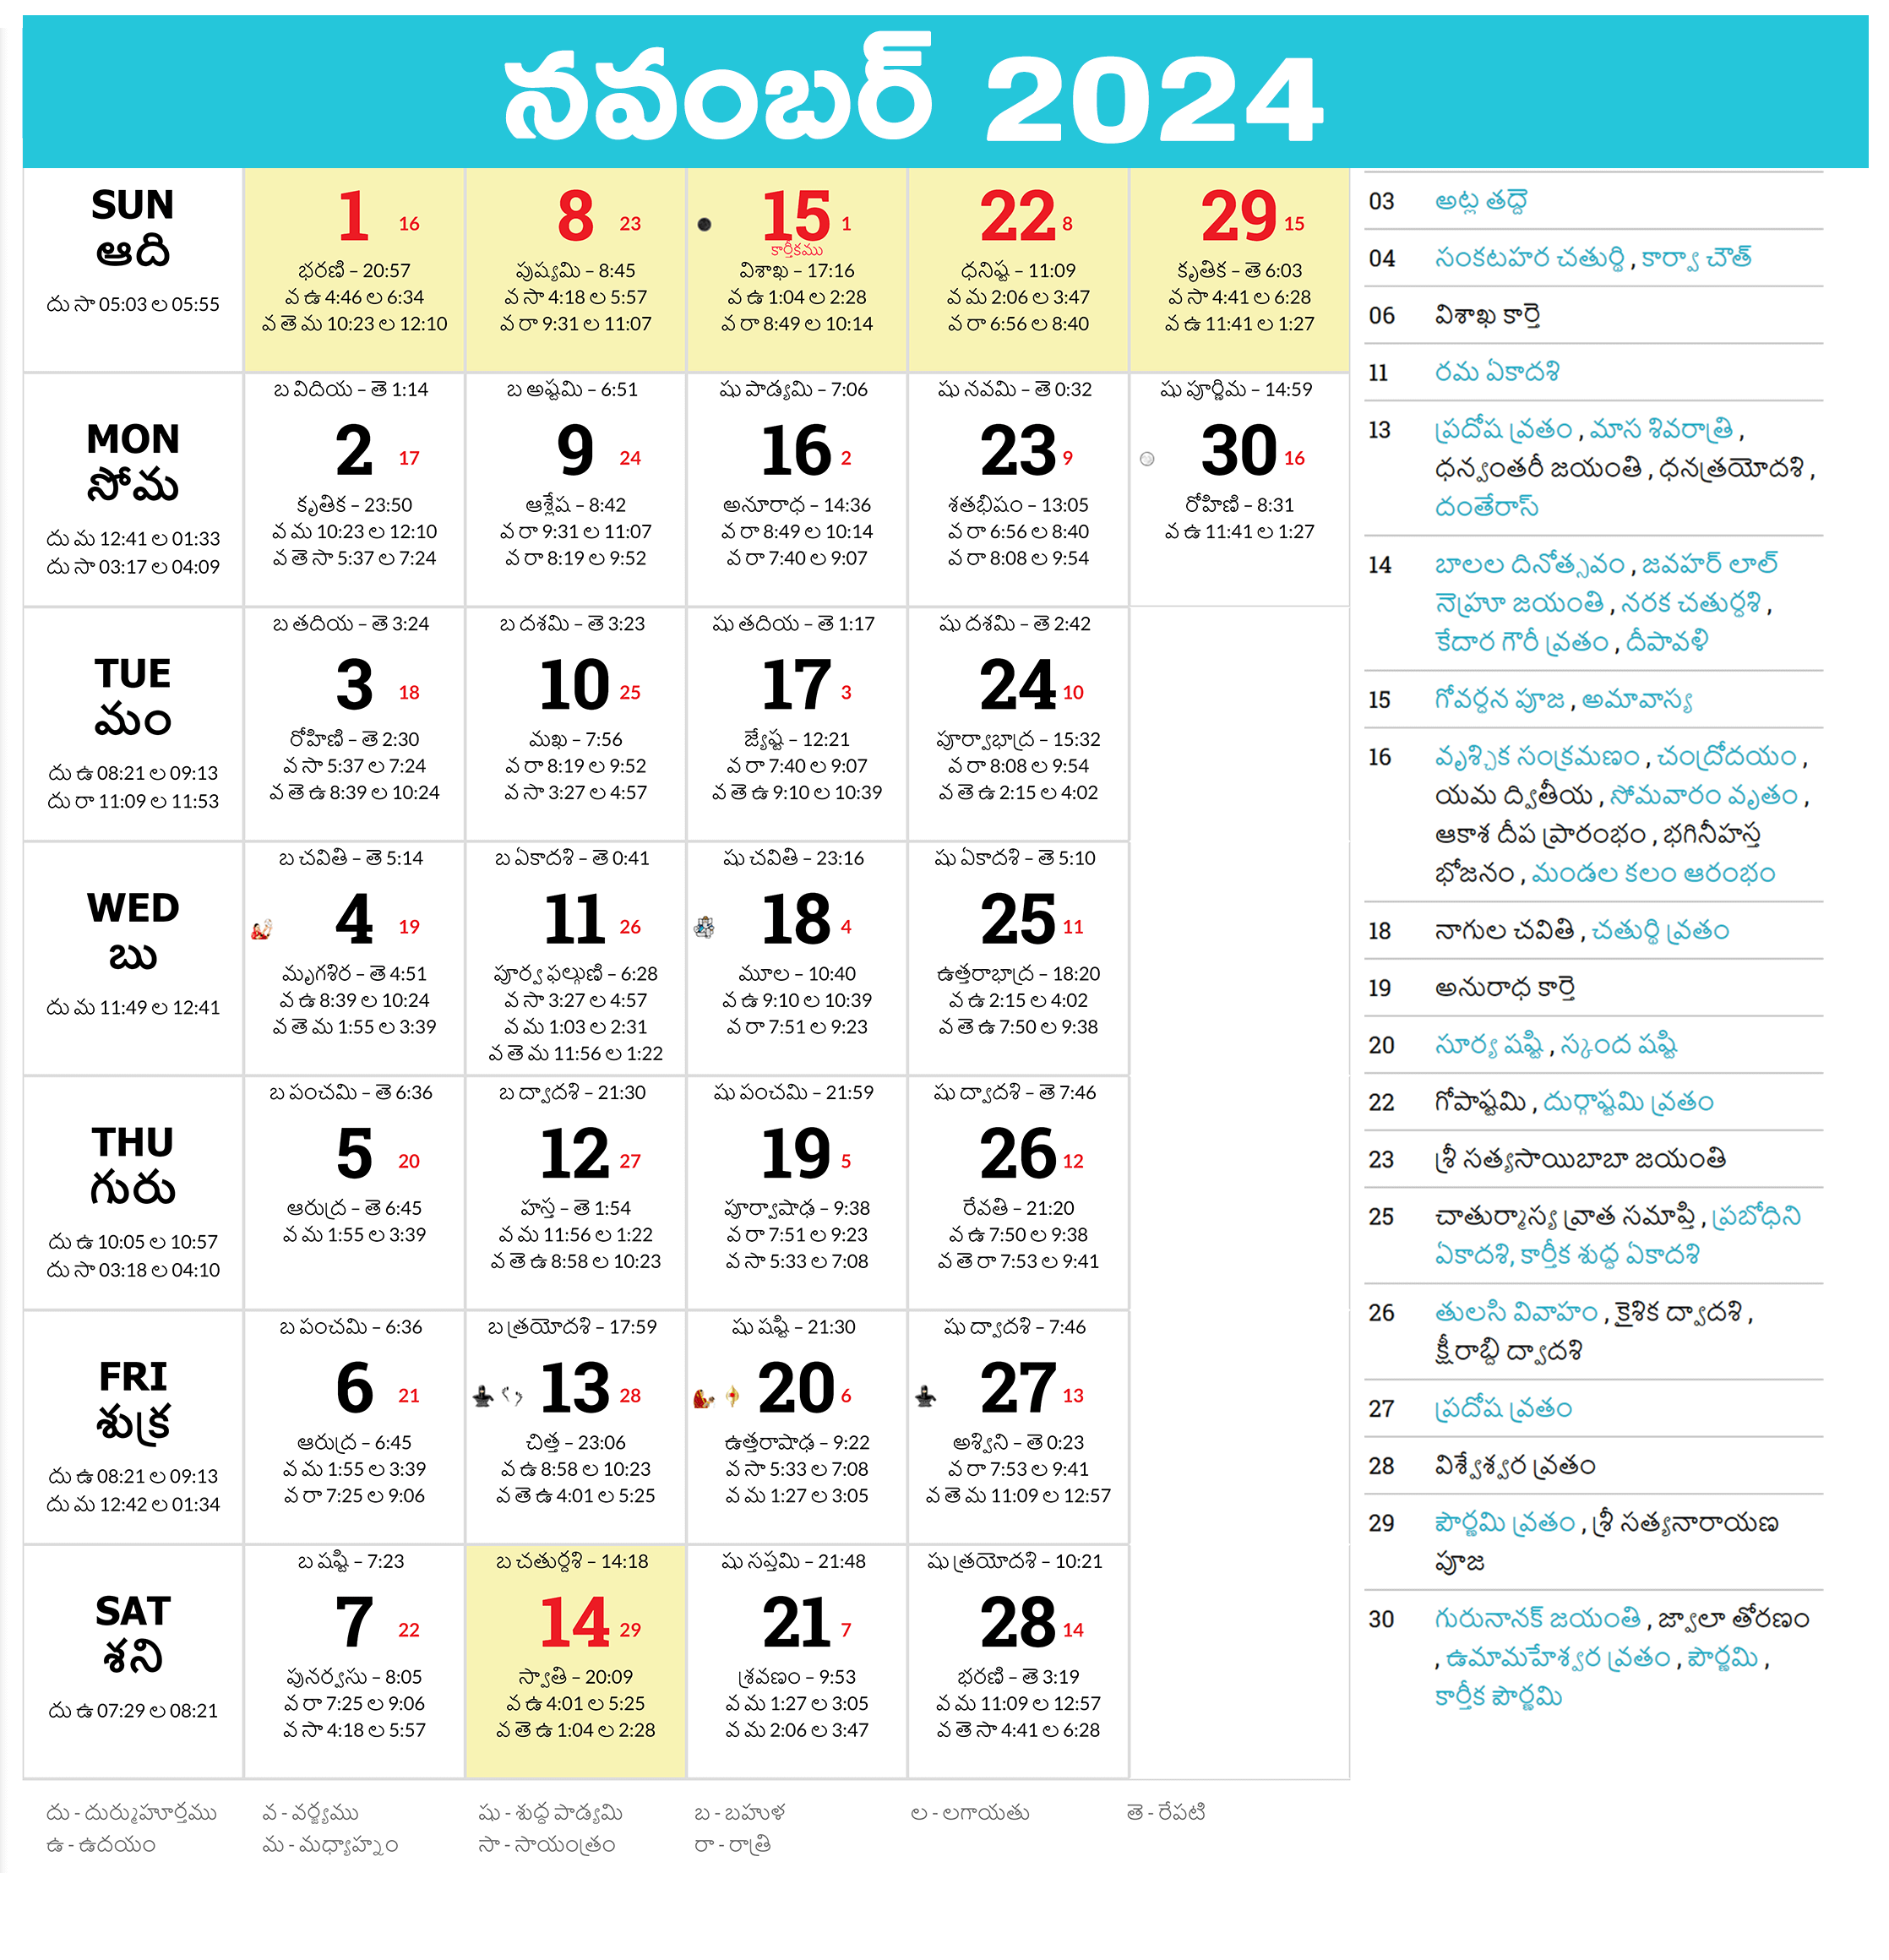 నవంబర్ 2024
SUN
ఆది
దు సా 05:03 ల 05:55
1 16
భరణి - 20:57
వ ఉ 4:46 ల 6:34
వ తె మ 10:23 ల 12:10
8 23
పుష్యమి - 8:45
వ సా 4:18 ల 5:57
వ రా 9:31 ల 11:07
15 1
కార్తీకము
విశాఖ - 17:16
వ ఉ 1:04 ల 2:28
వ రా 8:49 ల 10:14
22 8
ధనిష్ట - 11:09
వ మ 2:06 ల 3:47
వ రా 6:56 ల 8:40
29 15
కృతిక - తె 6:03
వ సా 4:41 ల 6:28
వ ఉ 11:41 ల 1:27
MON
సోమ
దు మ 12:41 ల 01:33
దు సా 03:17 ల 04:09
బ విదియ - తె 1:14
2 17
కృతిక - 23:50
వ మ 10:23 ల 12:10
వ తె సా 5:37 ల 7:24
బ అష్టమి - 6:51
9 24
ఆశ్లేష - 8:42
వ రా 9:31 ల 11:07
వ రా 8:19 ల 9:52
షు పాడ్యమి - 7:06
16 2
అనూరాధ - 14:36
వ రా 8:49 ల 10:14
వ రా 7:40 ల 9:07
షు నవమి - తె 0:32
23 9
శతభిషం - 13:05
వ రా 6:56 ల 8:40
వ రా 8:08 ల 9:54
షు పూర్ణిమ - 14:59
30 16
రోహిణి - 8:31
వ ఉ 11:41 ల 1:27
TUE
మం
దు ఉ 08:21 ల 09:13
దు రా 11:09 ల 11:53
బ తదియ - తె 3:24
3 18
రోహిణి - తె 2:30
వ సా 5:37 ల 7:24
వ తె ఉ 8:39 ల 10:24
బ దశమి - తె 3:23
10 25
మఖ - 7:56
వ రా 8:19 ల 9:52
వ సా 3:27 ల 4:57
షు తదియ - తె 1:17
17 3
జ్యేష్ట - 12:21
వ రా 7:40 ల 9:07
వ తె ఉ 9:10 ల 10:39
షు దశమి - తె 2:42
24 10
పూర్వాభాద్ర - 15:32
వ రా 8:08 ల 9:54
వ తె ఉ 2:15 ల 4:02
WED
బు
దు మ 11:49 ల 12:41
బ చవితి - తె 5:14
4 19
మృగశిర - తె 4:51
వ ఉ 8:39 ల 10:24
వ తె మ 1:55 ల 3:39
బ ఏకాదశి - తె 0:41
11 26
పూర్వ ఫల్గుణి - 6:28
వ సా 3:27 ల 4:57
వ మ 1:03 ల 2:31
వ తె మ 11:56 ల 1:22
షు చవితి - 23:16
18 4
మూల - 10:40
వ ఉ 9:10 ల 10:39
వ రా 7:51 ల 9:23
షు ఏకాదశి - తె 5:10
25 11
ఉత్తరాభాద్ర - 18:20
వ ఉ 2:15 ల 4:02
వ తె ఉ 7:50 ల 9:38
THU
గురు
దు ఉ 10:05 ల 10:57
దు సా 03:18 ల 04:10
బ పంచమి - తె 6:36
5 20
ఆరుద్ర - తె 6:45
వ మ 1:55 ల 3:39
బ ద్వాదశి - 21:30
12 27
హస్త - తె 1:54
వ మ 11:56 ల 1:22
వ తె ఉ 8:58 ల 10:23
షు పంచమి - 21:59
19 5
పూర్వాషాఢ - 9:38
వ రా 7:51 ల 9:23
వ సా 5:33 ల 7:08
షు ద్వాదశి - తె 7:46
26 12
రేవతి - 21:20
వ ఉ 7:50 ల 9:38
వ తె రా 7:53 ల 9:41
FRI
శుక్ర
దు ఉ 08:21 ల 09:13
దు మ 12:42 ల 01:34
బ పంచమి - 6:36
6 21
ఆరుద్ర - 6:45
వ మ 1:55 ల 3:39
వ రా 7:25 ల 9:06
బ త్రయోదశి - 17:59
13 28
చిత్త - 23:06
వ ఉ 8:58 ల 10:23
వ తె ఉ 4:01 ల 5:25
షు షష్టి - 21:30
20 6
ఉత్తరాషాఢ - 9:22
వ సా 5:33 ల 7:08
వ మ 1:27 ల 3:05
షు ద్వాదశి - 7:46
27 13
అశ్విని - తె 0:23
వ రా 7:53 ల 9:41
వ తె మ 11:09 ల 12:57
SAT
శని
దు ఉ 07:29 ల 08:21
బ షష్టి - 7:23
7 22
పునర్వసు - 8:05
వ రా 7:25 ల 9:06
వ సా 4:18 ల 5:57
బ చతుర్దశి - 14:18
14 29
స్వాతి - 20:09
వ ఉ 4:01 ల 5:25
వ తె ఉ 1:04 ల 2:28
షు సప్తమి - 21:48
21 7
శ్రవణం - 9:53
వ మ 1:27 ల 3:05
వ మ 2:06 ల 3:47
షు త్రయోదశి - 10:21
28 14
భరణి - తె 3:19
వ మ 11:09 ల 12:57
వ తె సా 4:41 ల 6:28
03 అట్ల తద్దె
04 సంకటహర చతుర్థి , కార్వా చౌత్
06 విశాఖ కార్తె
11 రమ ఏకాదశి
13 ప్రదోష వ్రతం , మాస శివరాత్రి ,
ధన్వంతరీ జయంతి , ధనత్రయోదశి ,
దంతేరాస్
14 బాలల దినోత్సవం , జవహర్ లాల్
నెహ్రూ జయంతి , నరక చతుర్దశి ,
కేదార గౌరీ వ్రతం , దీపావళి
15 గోవర్దన పూజ , అమావాస్య
16 వృశ్చిక సంక్రమణం , చంద్రోదయం ,
యమ ద్వితీయ , సోమవారం వృతం ,
ఆకాశ దీప ప్రారంభం , భగినీహస్త
భోజనం , మండల కలం ఆరంభం
18 నాగుల చవితి , చతుర్థి వ్రతం
19 అనురాధ కార్తె
20 సూర్య షష్టి , స్కంద షష్టి
22 గోపాష్టమి , దుర్గాష్టమి వ్రతం
23 శ్రీ సత్యసాయిబాబా జయంతి
25 చాతుర్మాస్య వ్రాత సమాప్తి , ప్రబోధిని
ఏకాదశి, కార్తీక శుద్ద ఏకాదశి
26 తులసి వివాహం , కైశిక ద్వాదశి ,
క్షీరాబ్ది ద్వాదశి
27 ప్రదోష వ్రతం
28 విశ్వేశ్వర వ్రతం
29 పౌర్ణమి వ్రతం , శ్రీ సత్యనారాయణ
పూజ
30 గురునానక్ జయంతి , జ్వాలా తోరణం
, ఉమామహేశ్వర వ్రతం , పౌర్ణమి ,
కార్తీక పౌర్ణమి
దు - దుర్ముహూర్తము వ - వర్జ్యము షు - శుద్ధ పాడ్యమి బ - బహుళ ల - లగాయతు తె - రేపటి
ఉ - ఉదయం మ - మధ్యాహ్నం సా - సాయంత్రం రా - రాత్రి